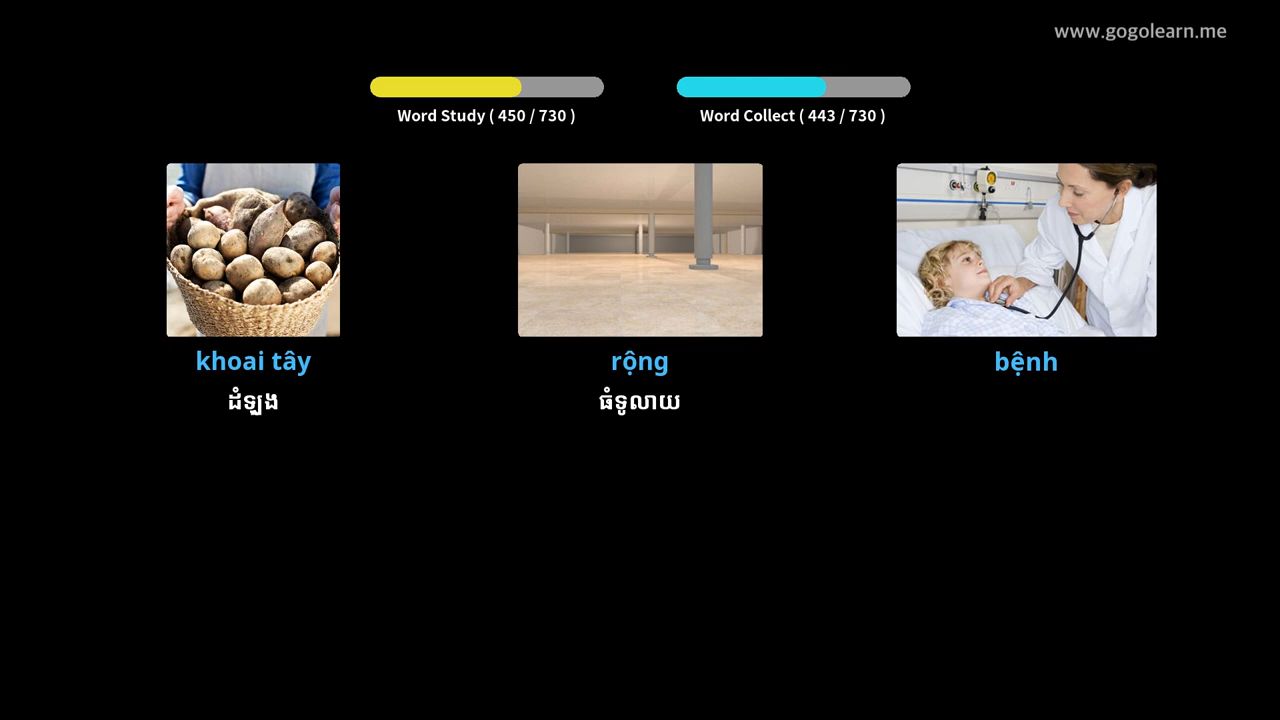 www.gogolearn.me
Word Study ( 450 / 730 )
Word Collect ( 443 / 730 )
khoai tây
rộng
bệnh
ដំឡូង
ធំទូលាយ